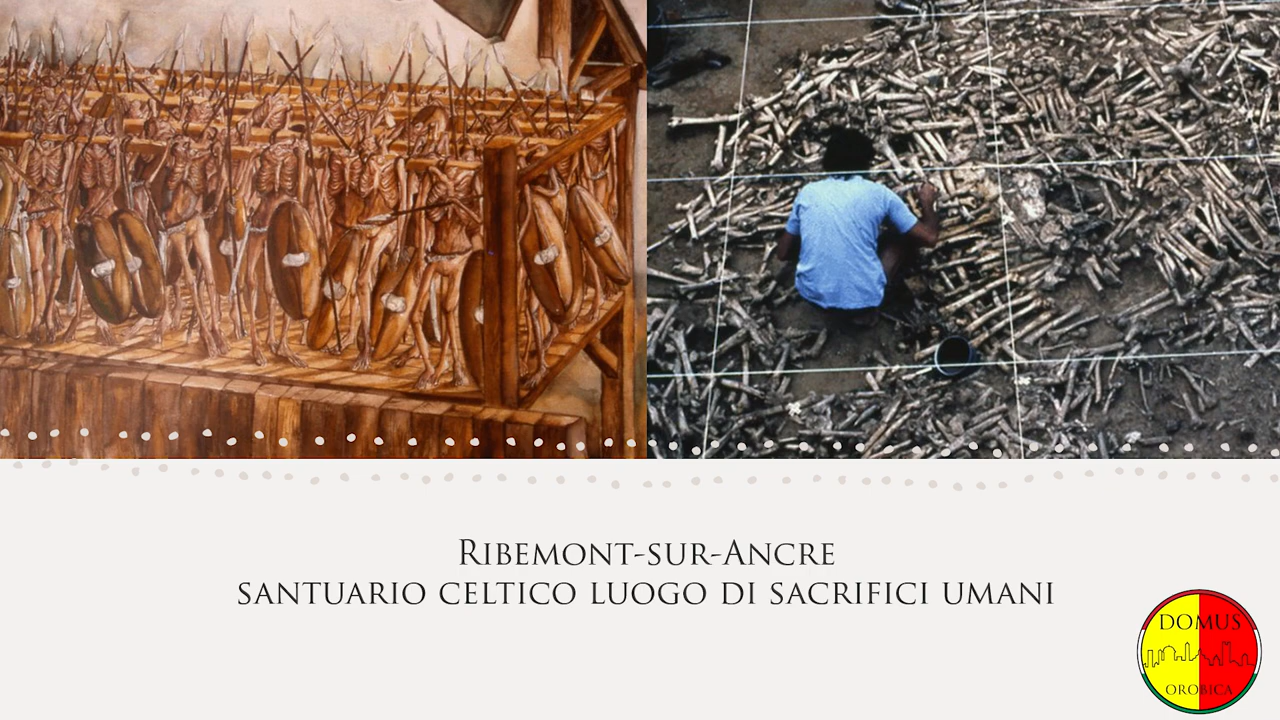 Ribemont-sur-Ancre
santuario celtico luogo di sacrifici umani
DOMUS
OROBICA